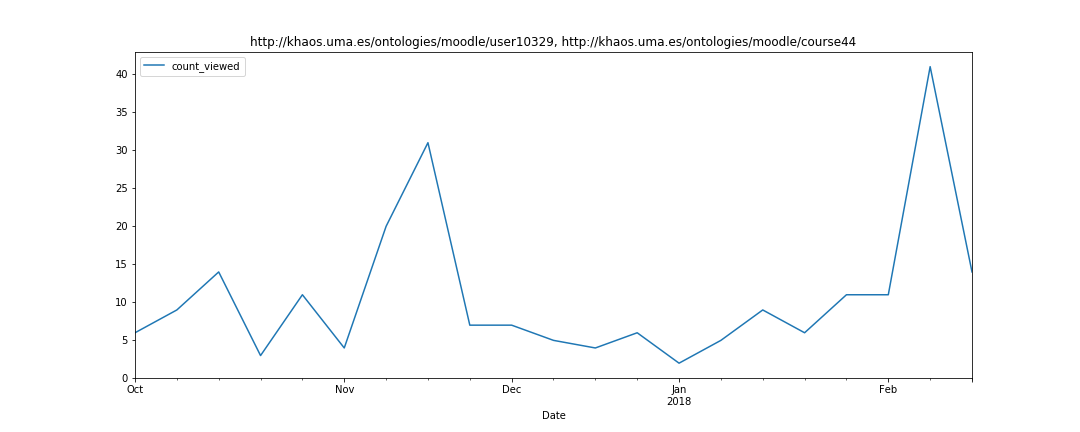 http://khaos.uma.es/ontologies/moodle/user10329, http://khaos.uma.es/ontologies/moodle/course44
count_viewed
40
35
30
25
20
15
10
5
0
Oct Nov Dec Jan Feb
2018
Date